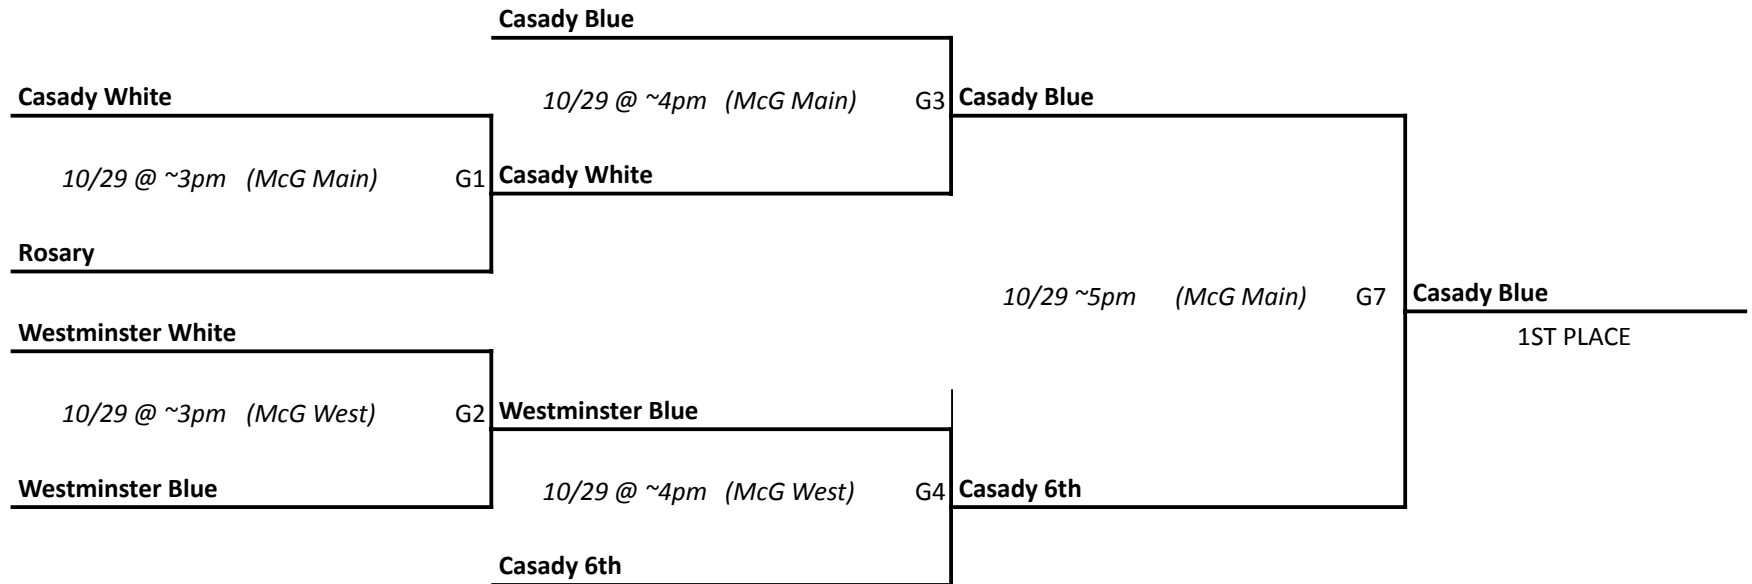 Casady Blue
Casady White
10/29 @ ~4pm (McG Main) G3 Casady Blue
10/29 @ ~3pm (McG Main) G1 Casady White
Rosary
10/29 ~5pm (McG Main) G7 Casady Blue
Westminster White
1ST PLACE
10/29 @ ~3pm (McG West) G2 Westminster Blue
Westminster Blue
10/29 @ ~4pm (McG West) G4 Casady 6th
Casady 6th